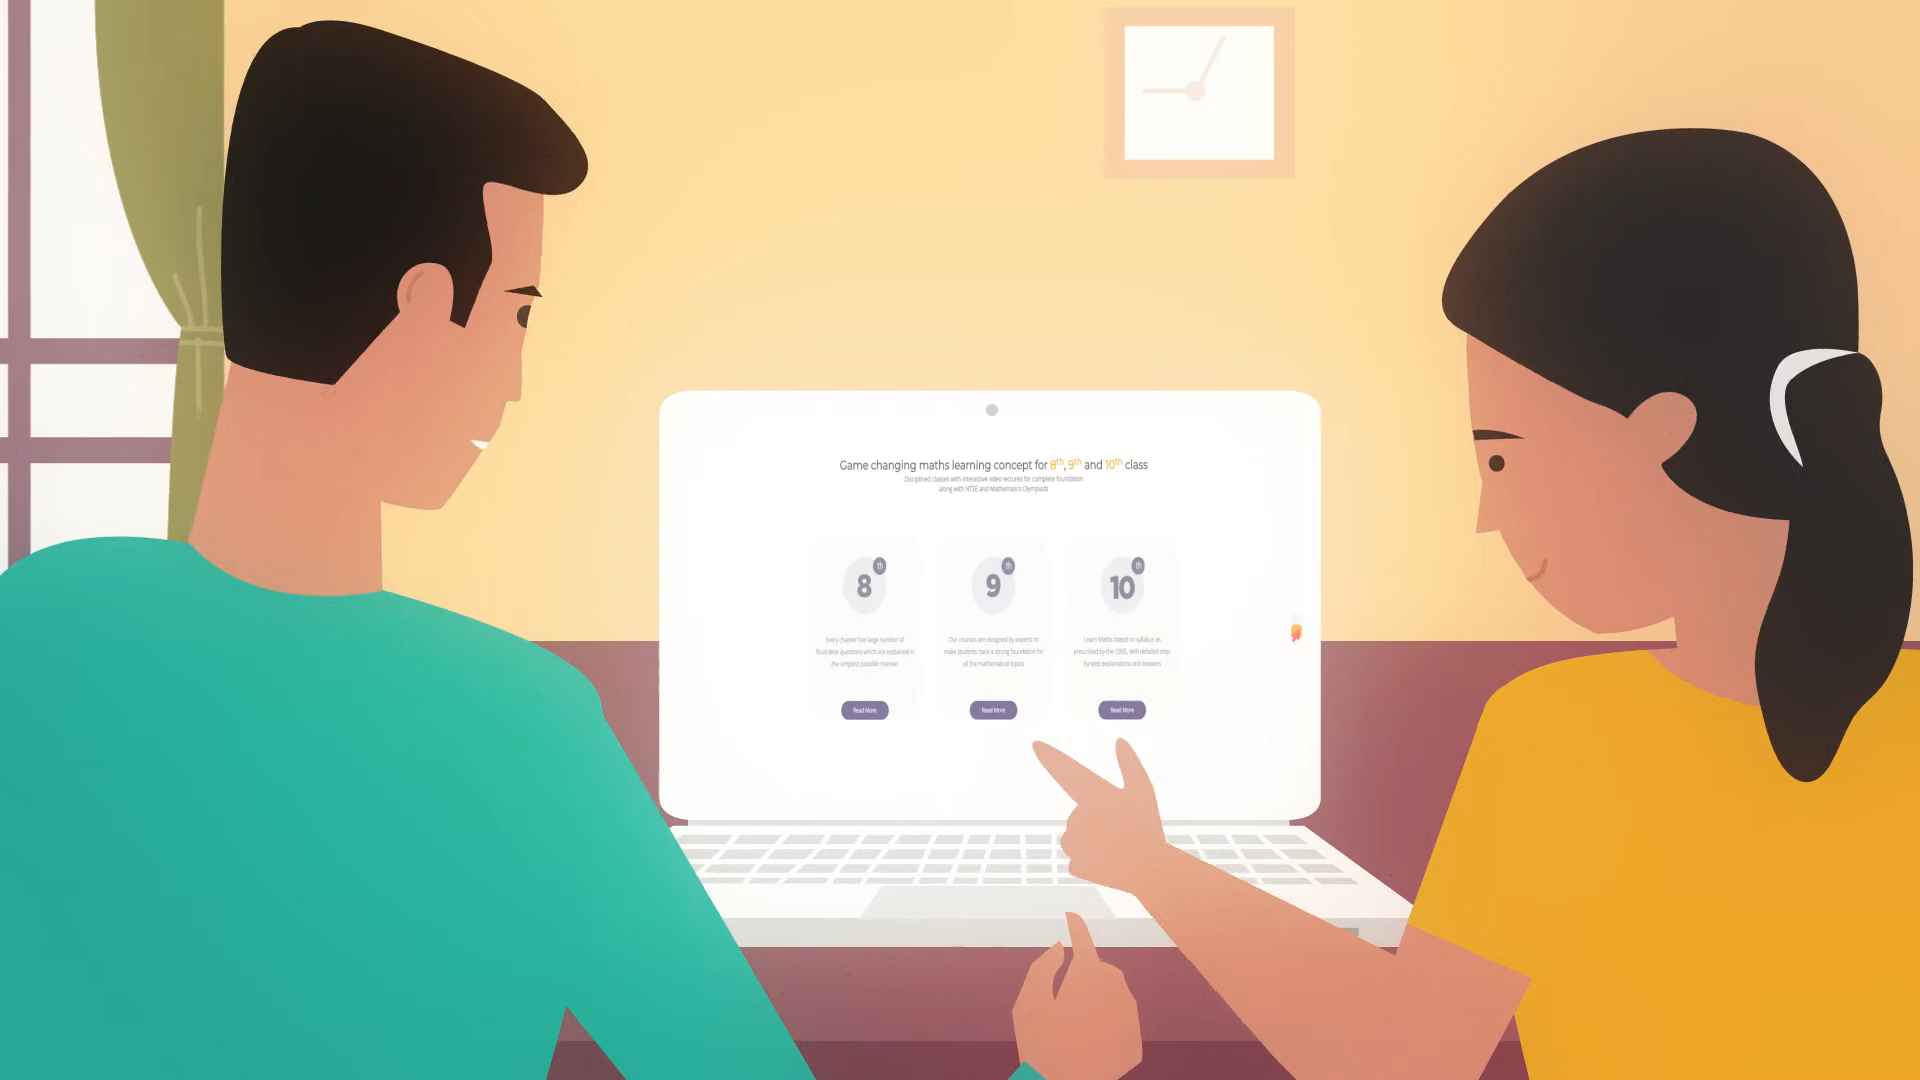 Game changing maths learning concept for 8th, 9th and 10th class
Disciplined classes with interactive video lectures for complete foundation
along with NTSE and Mathematics Olympiads
8th
9th
10th
Every chapter has large number of
illustrative questions which are explained in
the simplest possible manner
Our courses are designed by experts to
make students have a strong foundation for
all the mathematical topics
Learn Maths based on syllabus as
prescribed by the CBSE, with detailed step-
by-step explanations and answers
Read More
Read More
Read More